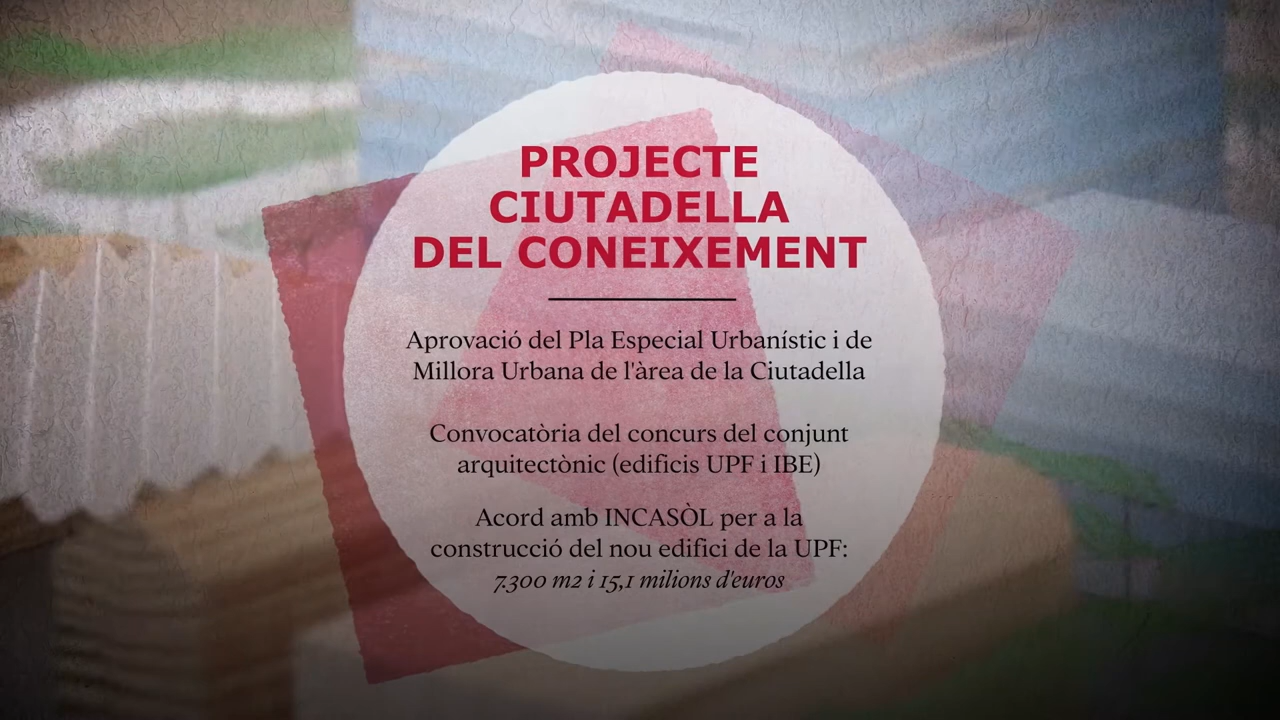 PROJECTE
CIUTADELLA
DEL CONEIXEMENT
Aprovació del Pla Especial Urbanístic i de
Millora Urbana de l'àrea de la Ciutadella
Convocatòria del concurs del conjunt
arquitectònic (edificis UPF i IBE)
Acord amb INCASÒL per a la
construcció del nou edifici de la UPF:
7.300 m2 i 15,1 milions d'euros